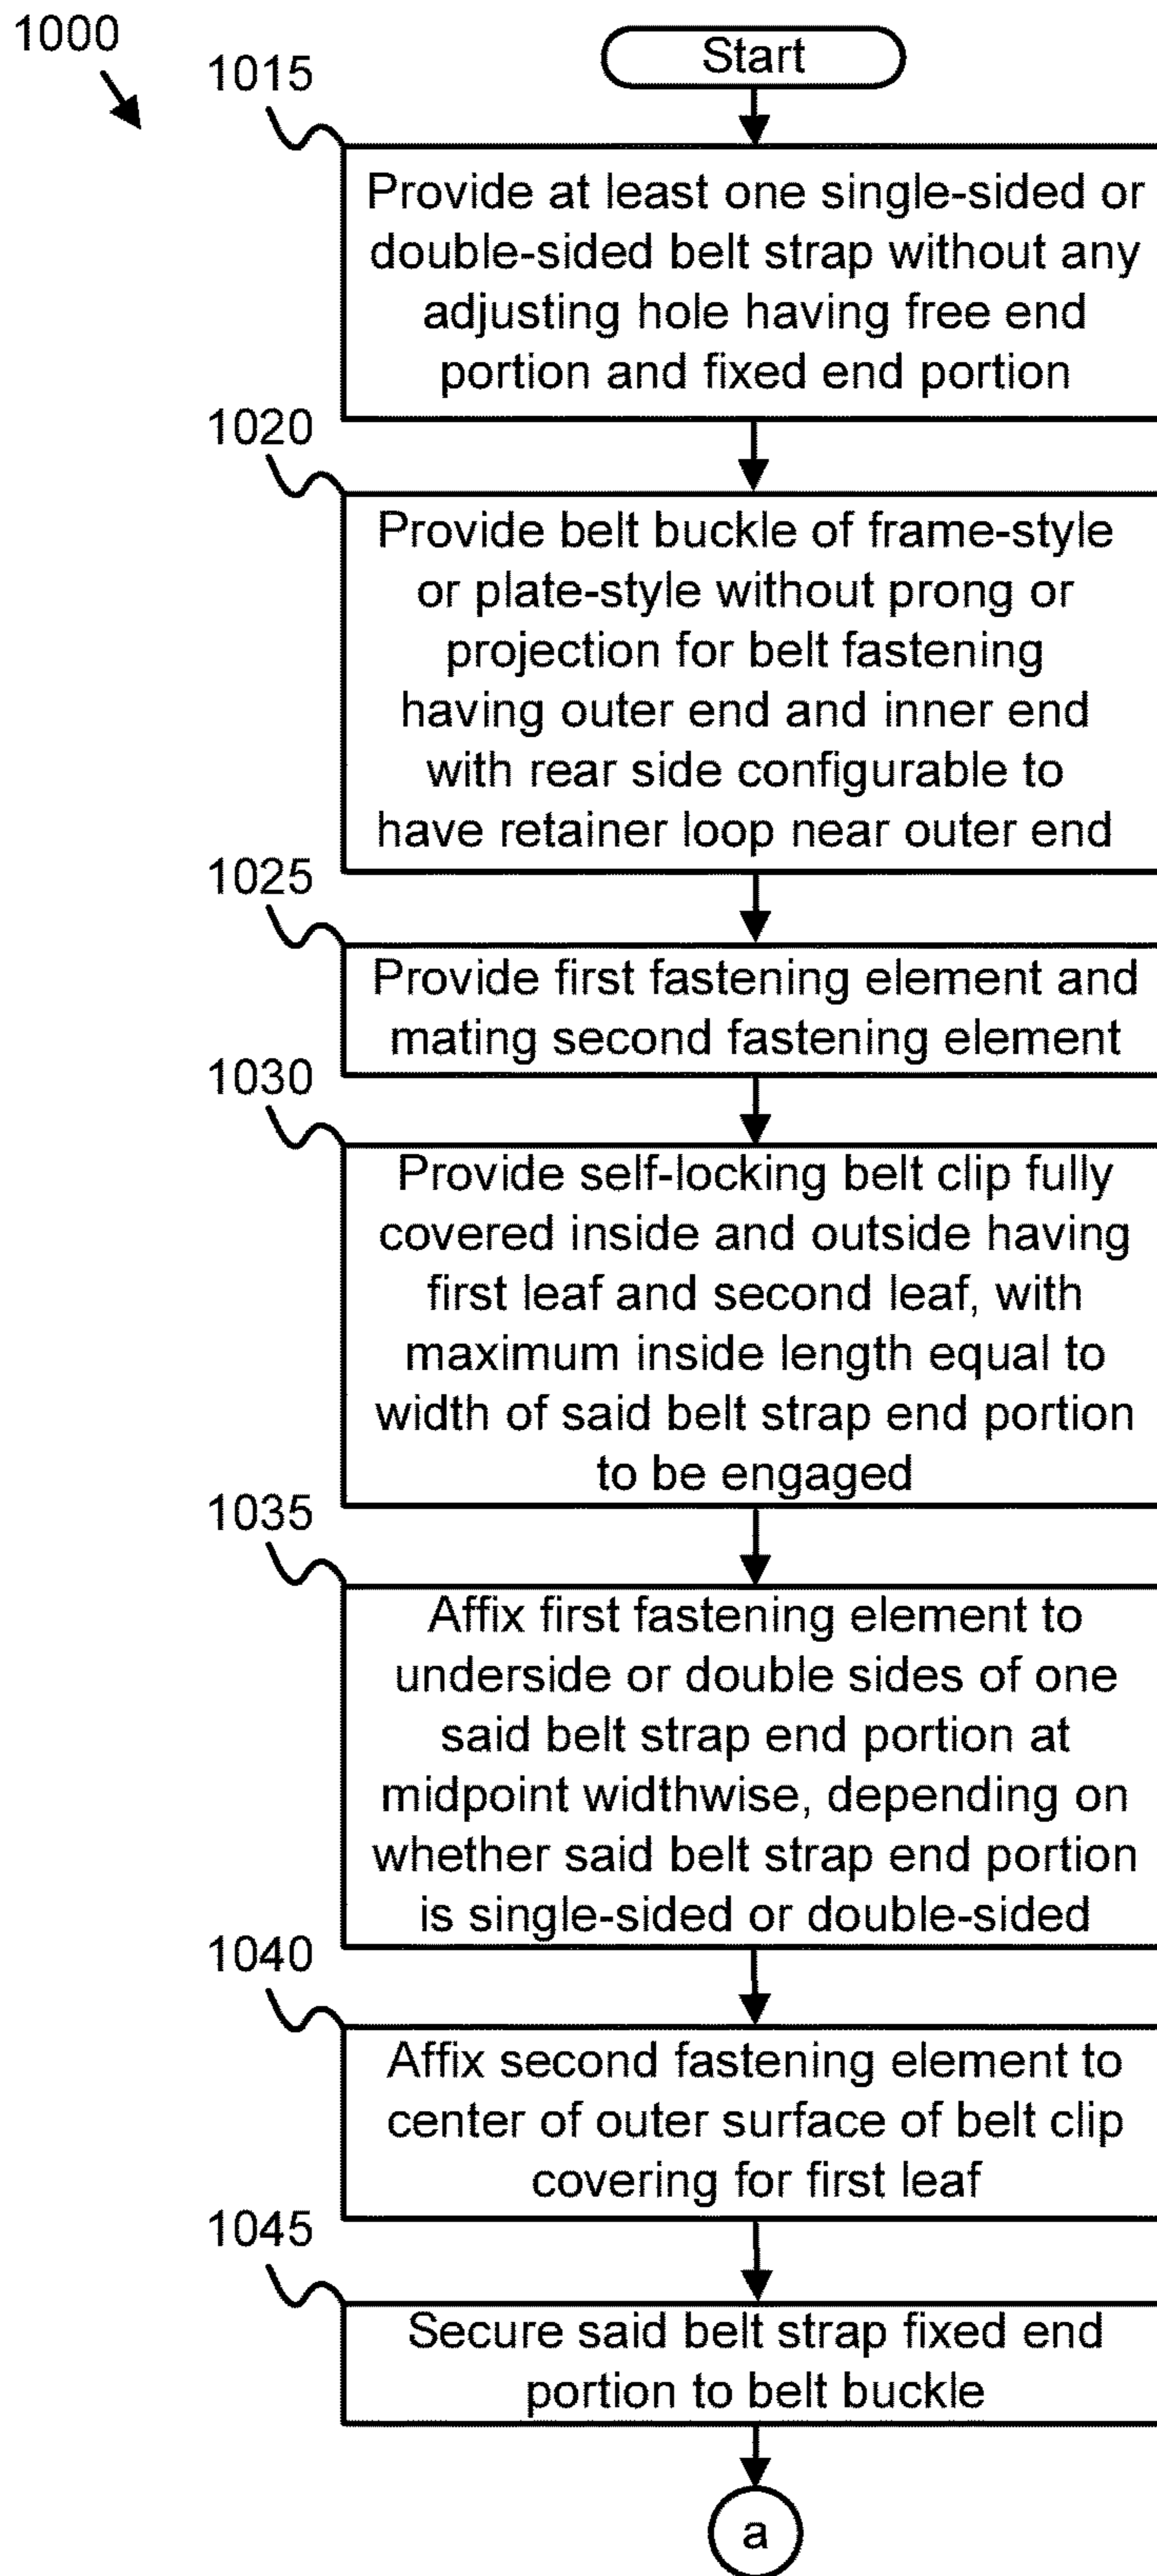 1000
Start
1015
Provide at least one single-sided or
double-sided belt strap without any
adjusting hole having free end
portion and fixed end portion
1020
Provide belt buckle of frame-style
or plate-style without prong or
projection for belt fastening
having outer end and inner end
with rear side configurable to
have retainer loop near outer end
1025
Provide first fastening element and
mating second fastening element
1030
Provide self-locking belt clip fully
covered inside and outside having
first leaf and second leaf, with
maximum inside length equal to
width of said belt strap end portion
to be engaged
1035
Affix first fastening element to
underside or double sides of one
said belt strap end portion at
midpoint widthwise, depending on
whether said belt strap end portion
is single-sided or double-sided
1040
Affix second fastening element to
center of outer surface of belt clip
covering for first leaf
1045
Secure said belt strap fixed end
portion to belt buckle
a